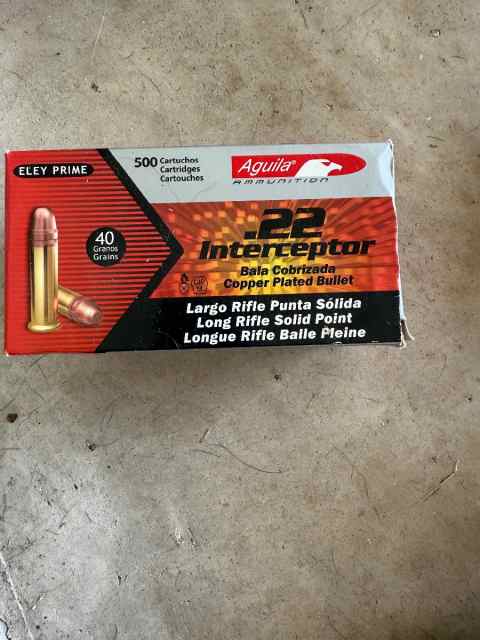 ELEY PRIME
500 Cartuchos
Cartridges
Cartouches
Aguila®
AMMUNITION
.22
Interceptor
40
Granos
Grains
Bala Cobrizada
Copper Plated Bullet
Largo Rifle Punta Sólida
Long Rifle Solid Point
Longue Rifle Balle Pleine